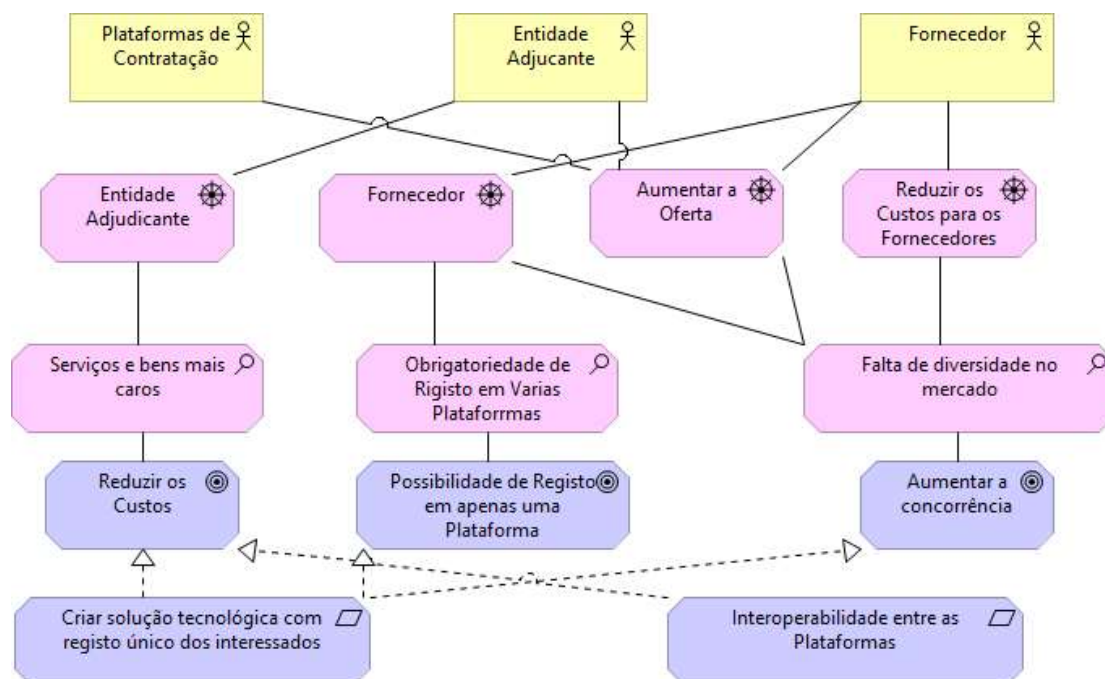 Plataformas de
Contratação
Entidade
Adjucante
Fornecedor
Entidade
Adjudicante
Fornecedor
Aumentar a
Oferta
Reduzir os
Custos para os
Fornecedores
Serviços e bens mais
caros
Obrigatoriedade de
Rigisto em Varias
Plataforrmas
Falta de diversidade no
mercado
Reduzir os
Custos
Possibilidade de Registo
em apenas uma
Plataforma
Aumentar a
concorrência
Criar solução tecnológica com
registo único dos interessados
Interoperabilidade entre as
Plataformas